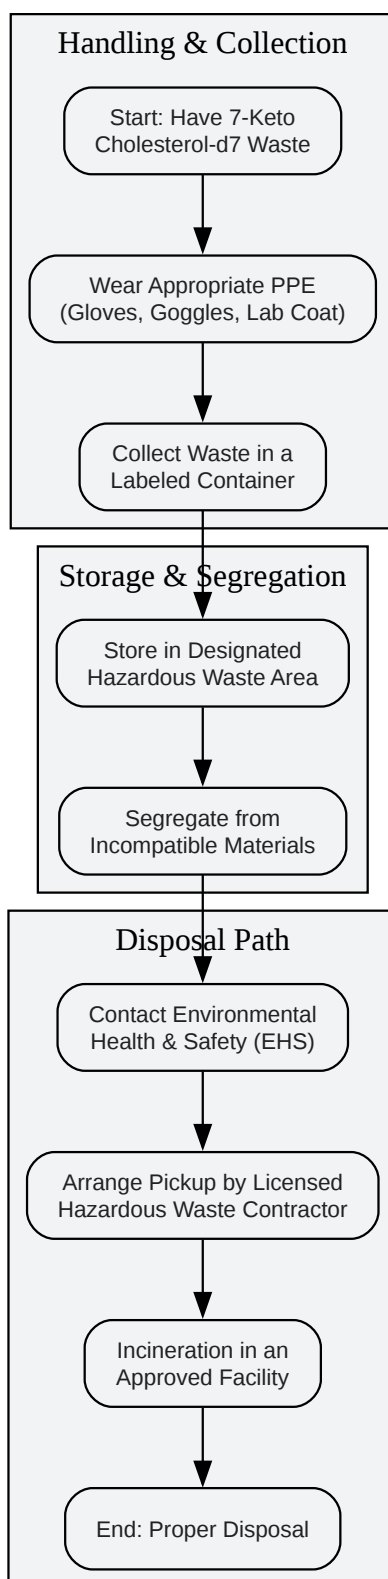 Handling & Collection
Start: Have 7-Keto
Cholesterol-d7 Waste
Wear Appropriate PPE
(Gloves, Goggles, Lab Coat)
Collect Waste in a
Labeled Container
Storage & Segregation
Store in Designated
Hazardous Waste Area
Segregate from
Incompatible Materials
Disposal Path
Contact Environmental
Health & Safety (EHS)
Arrange Pickup by Licensed
Hazardous Waste Contractor
Incineration in an
Approved Facility
End: Proper Disposal